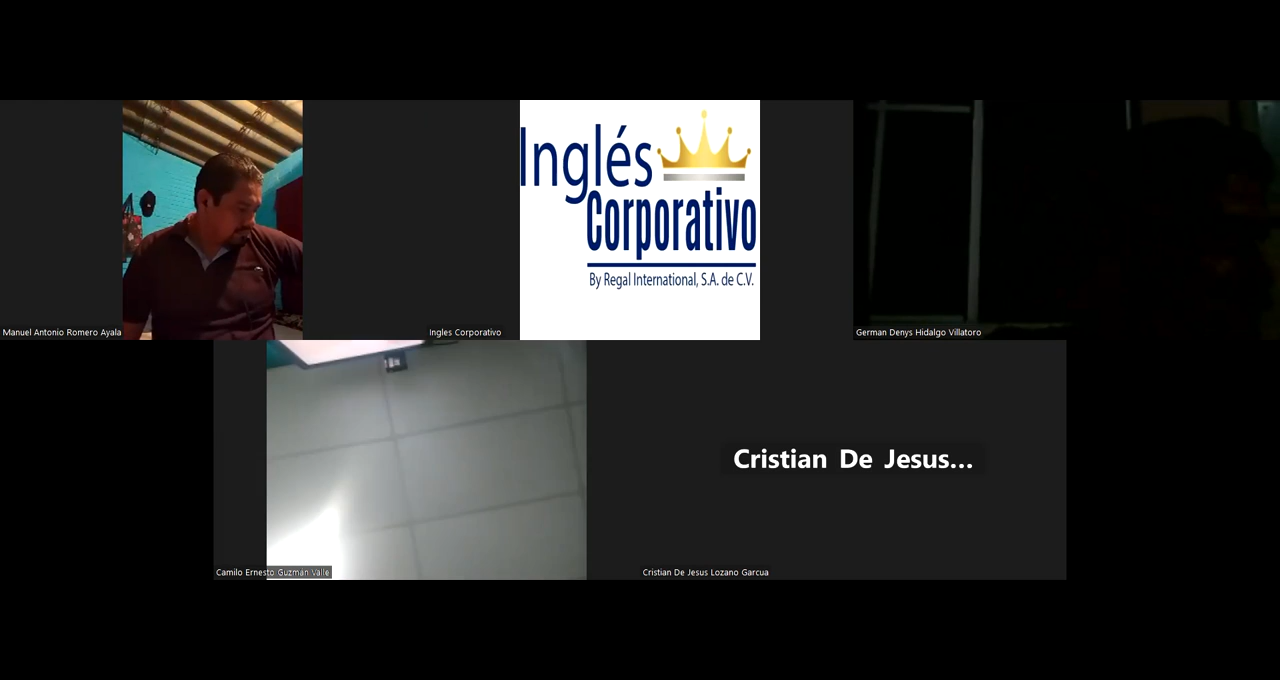 Inglés
Corporativo
By Regal International, S.A. de C.V.
Manuel Antonio Romero Ayala
Ingles Corporativo
German Denys Hidalgo Villatoro
Cristian De Jesus...
Camilo Ernesto Guzmán Valle
Cristian De Jesus Lozano Garcua